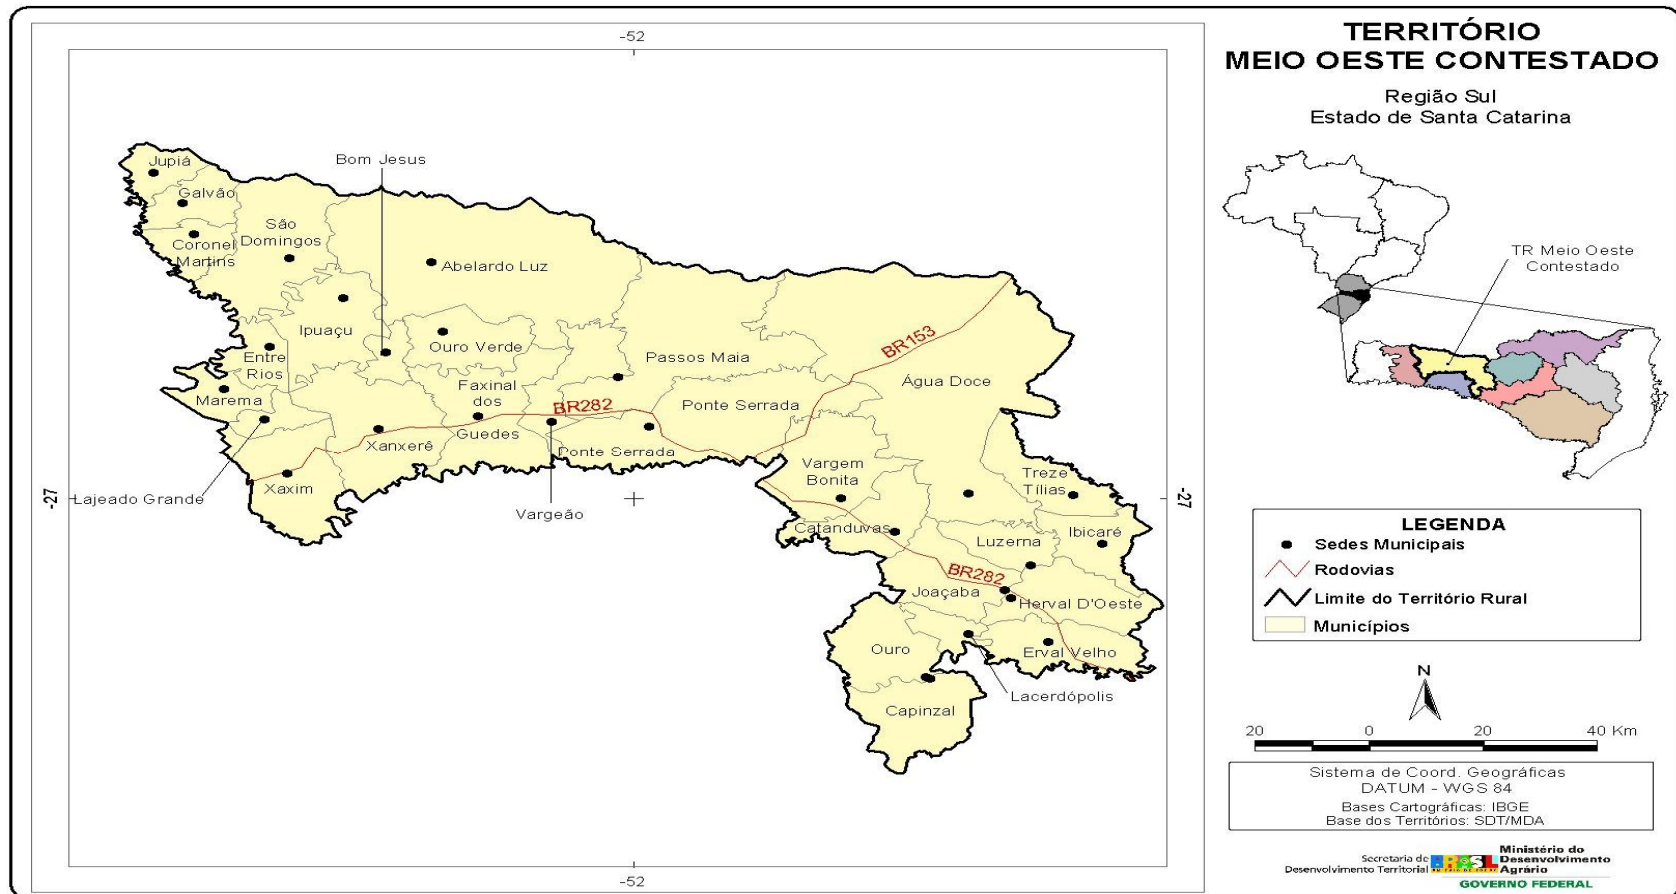 TERRITÓRIO
MEIO OESTE CONTESTADO
Região Sul
Estado de Santa Catarina
-52
Jupiá
Bom Jesus
Galvão
São
Domingos
Coronel
Martins
Abelardo Luz
Ipuaçu
Ouro Verde
Entre
Rios
Passos Maia
BR153
Água Doce
Marema
Faxinal
dos
Guedes
BR282
Ponte Serrada
Xanxerê
Ponte Serrada
Xaxim
Lajeado Grande
Vargeão
Vargem
Bonita
Treze
Tílias
-27
-27
Catanduvas
Luzerna
Ibicaré
BR282
Joaçaba
Herval D'Oeste
Ouro
Erval Velho
Lacerdópolis
Capinzal
-52
TR Meio Oeste
Contestado
LEGENDA
Sedes Municipais
Rodovias
Limite do Território Rural
Municípios
N
20 0 20 40 Km
Sistema de Coord. Geográficas
DATUM - WGS 84
Bases Cartográficas: IBGE
Base dos Territórios: SDT/MDA
Secretaria de
Desenvolvimento Territorial
BRASIL
Ministério do
Desenvolvimento
Agrário
GOVERNO FEDERAL